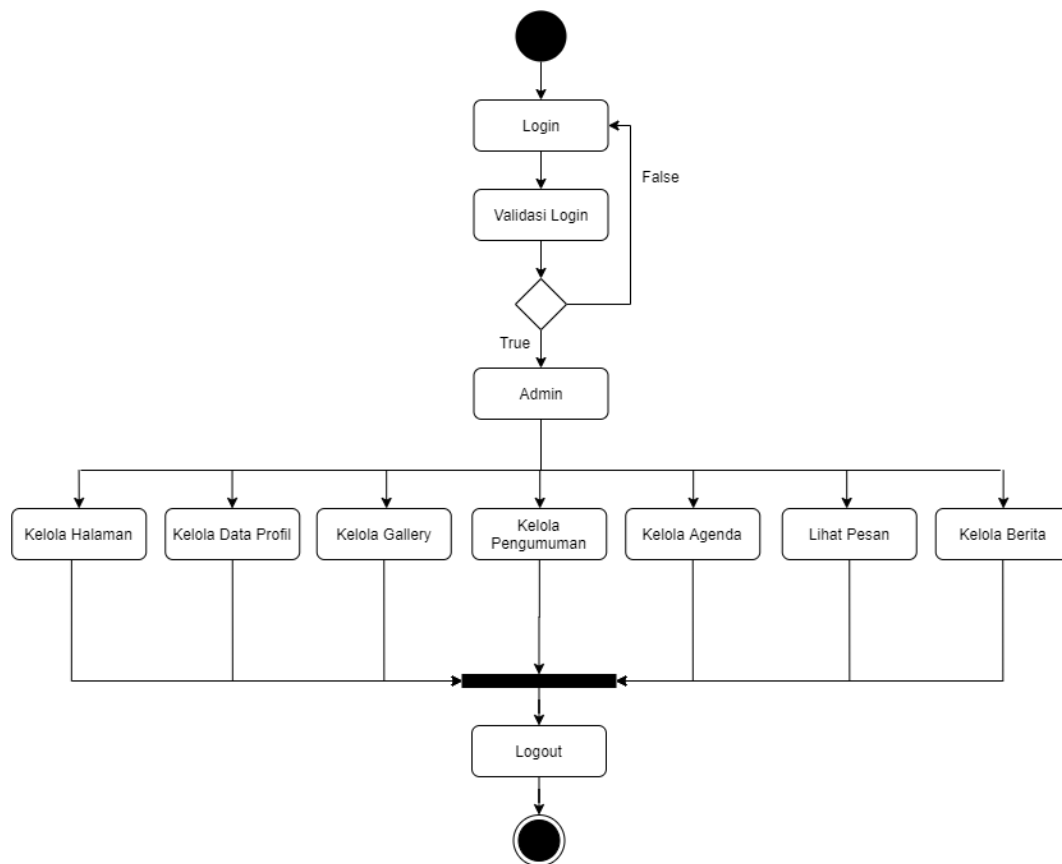 Login
False
Validasi Login
True
Admin
Kelola Halaman
Kelola Data Profil
Kelola Gallery
Kelola
Pengumuman
Kelola Agenda
Lihat Pesan
Kelola Berita
Logout